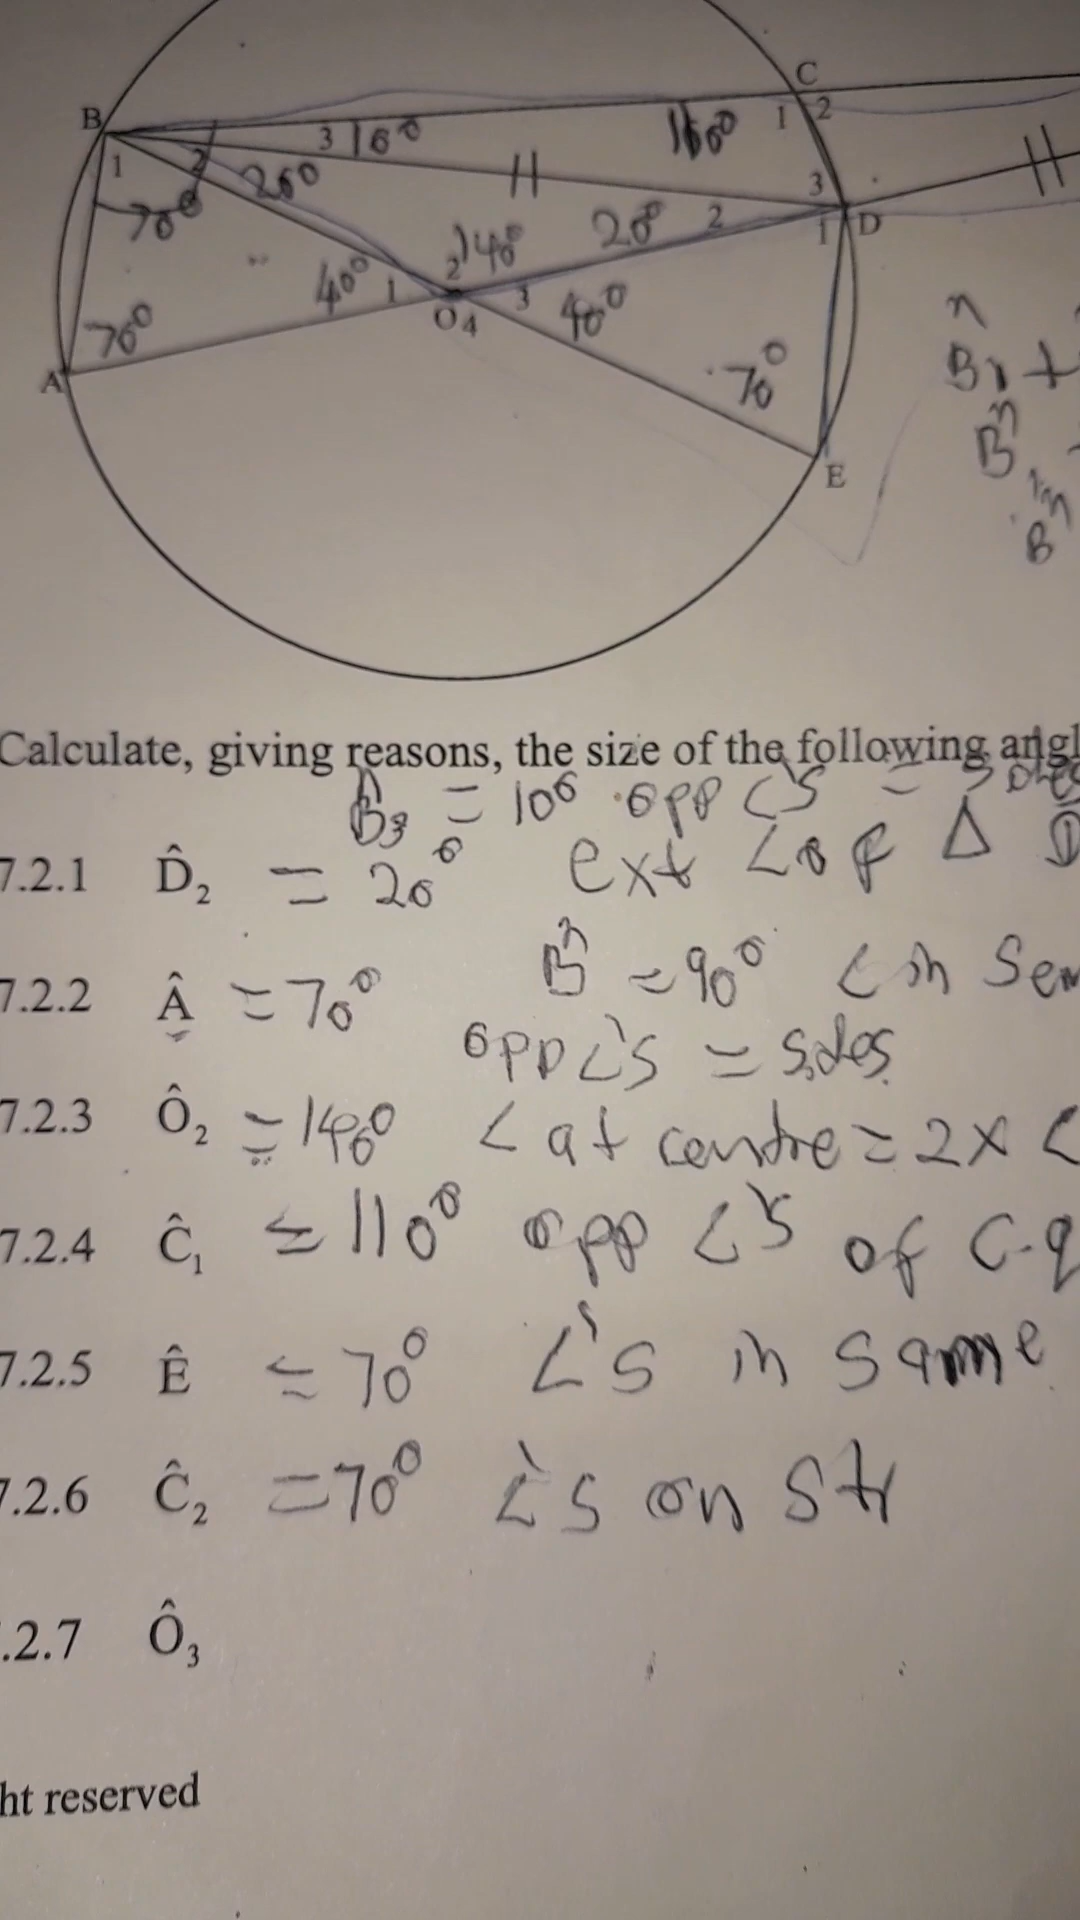 C
B
3 10°
160°
1 2
1
2
20°
3
D
70°
20°
2
1
2 140°
40°
1
3
40°
O 4
70°
A
70°
E
B1 +
B
B
Calculate, giving reasons, the size of the following angl
B̂3 = 10° opp <'s = sides
7.2.1 D̂2 = 20° ext < of Δ D
7.2.2 Â = 70° B̂ = 90° < in Sem
opp <'s = sides
7.2.3 Ô2 = 140° < at centre = 2 x <
7.2.4 Ĉ1 = 110° opp <'s of c.q
7.2.5 Ê = 70° <'s in same
7.2.6 Ĉ2 = 70° <'s on str
.2.7 Ô3
ht reserved